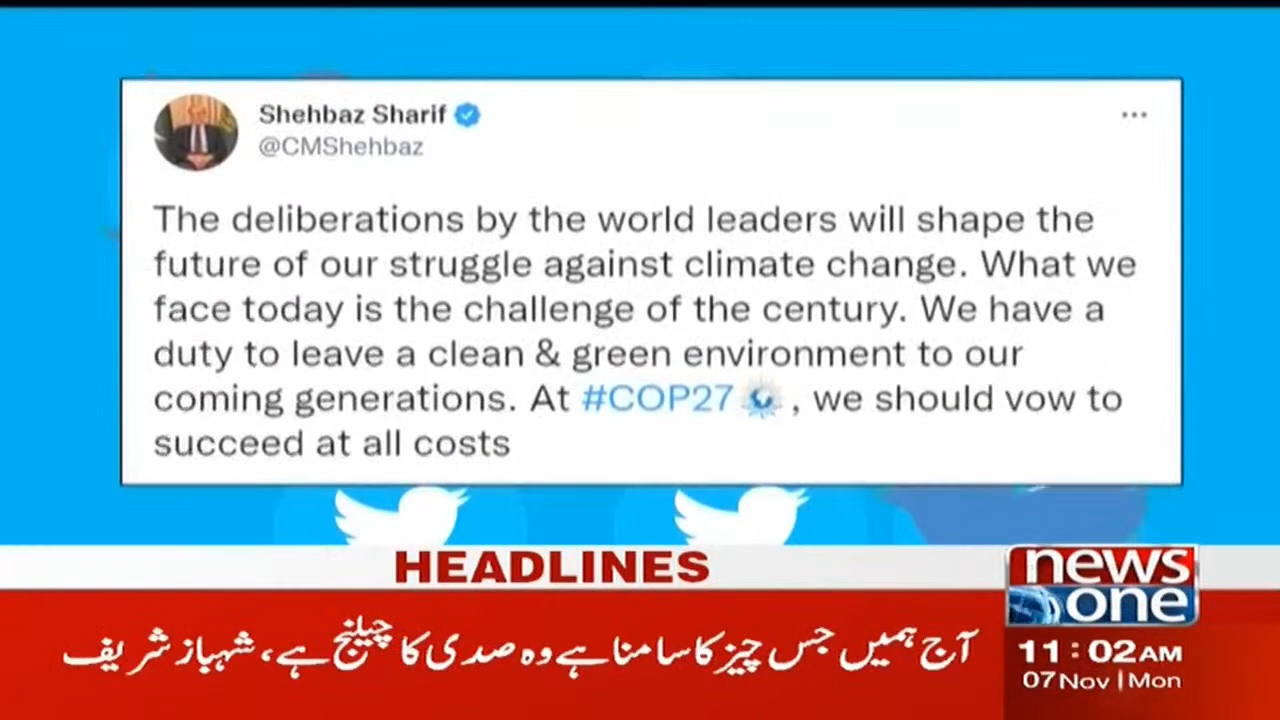 Shehbaz Sharif
@CMShehbaz
The deliberations by the world leaders will shape the
future of our struggle against climate change. What we
face today is the challenge of the century. We have a
duty to leave a clean & green environment to our
coming generations. At #COP27 , we should vow to
succeed at all costs
HEADLINES
آج ہمیں جس چیز کا سامنا ہے وہ صدی کا چیلنج ہے، شہباز شریف
news
one
11:02AM
07Nov|Mon